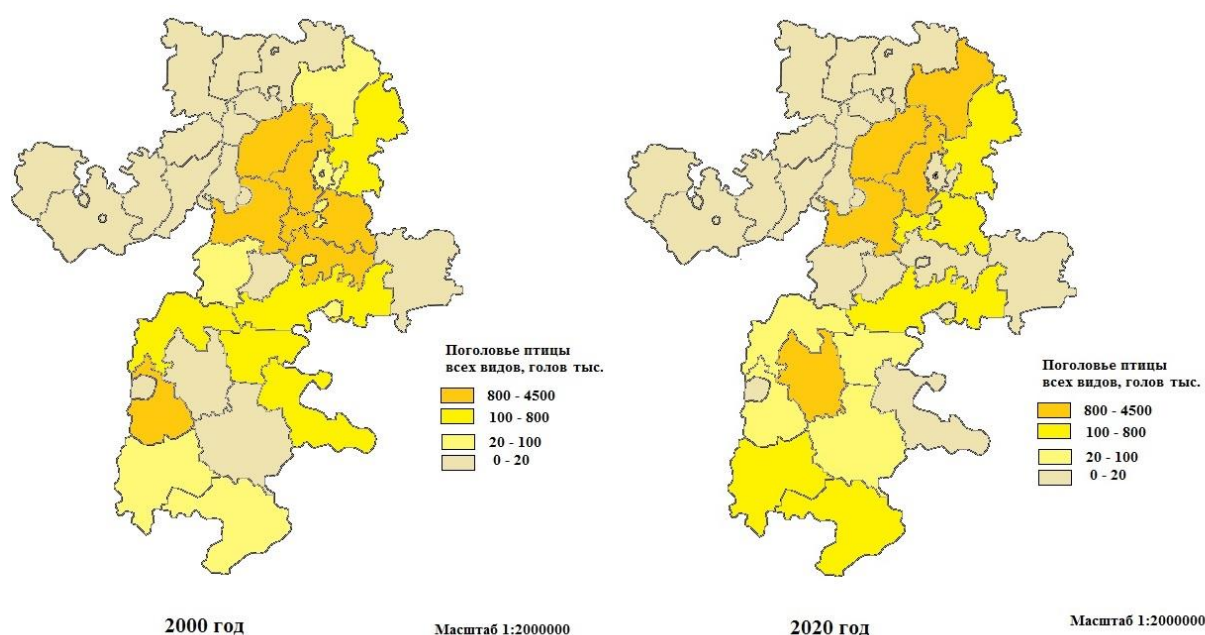 Поголовье птицы
всех видов, голов тыс.
800 - 4500
100 - 800
20 - 100
0 - 20
2000 год
Масштаб 1:2000000
Поголовье птицы
всех видов, голов тыс.
800 - 4500
100 - 800
20 - 100
0 - 20
2020 год
Масштаб 1:2000000